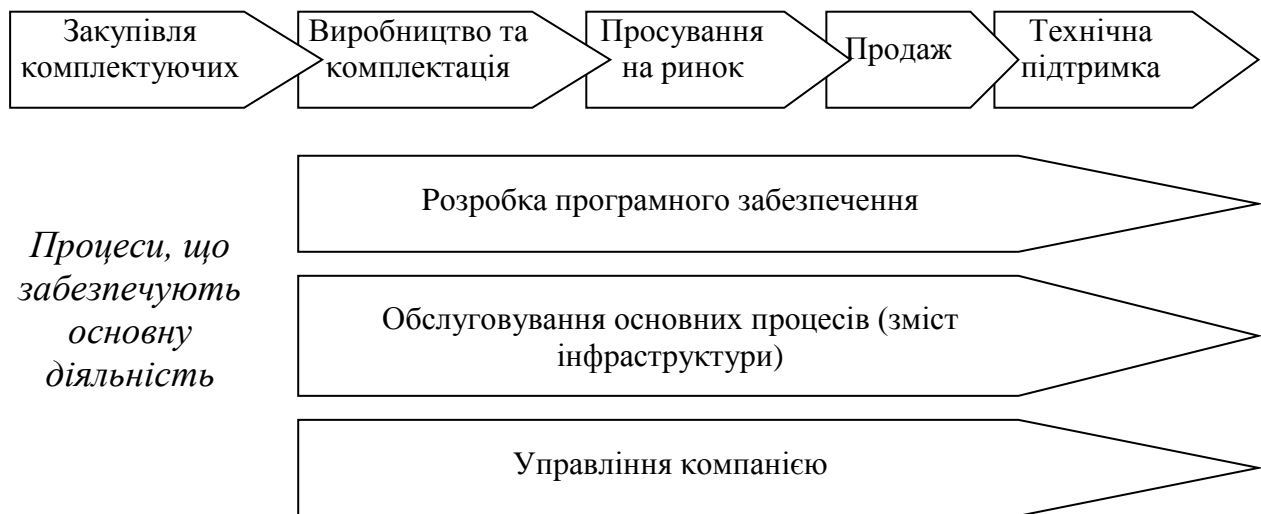 Закупівля
комплектуючих
Виробництво та
комплектація
Просування
на ринок
Продаж
Технічна
підтримка
Процеси, що
забезпечують
основну
діяльність
Розробка програмного забезпечення
Обслуговування основних процесів (зміст
інфраструктури)
Управління компанією